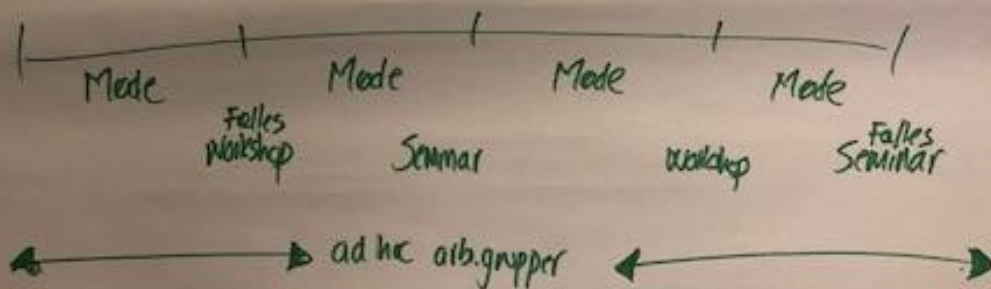 Møde Møde Møde Møde
Fælles
Workshop Seminar workshop Fælles
Seminar
ad hoc arb.grupper